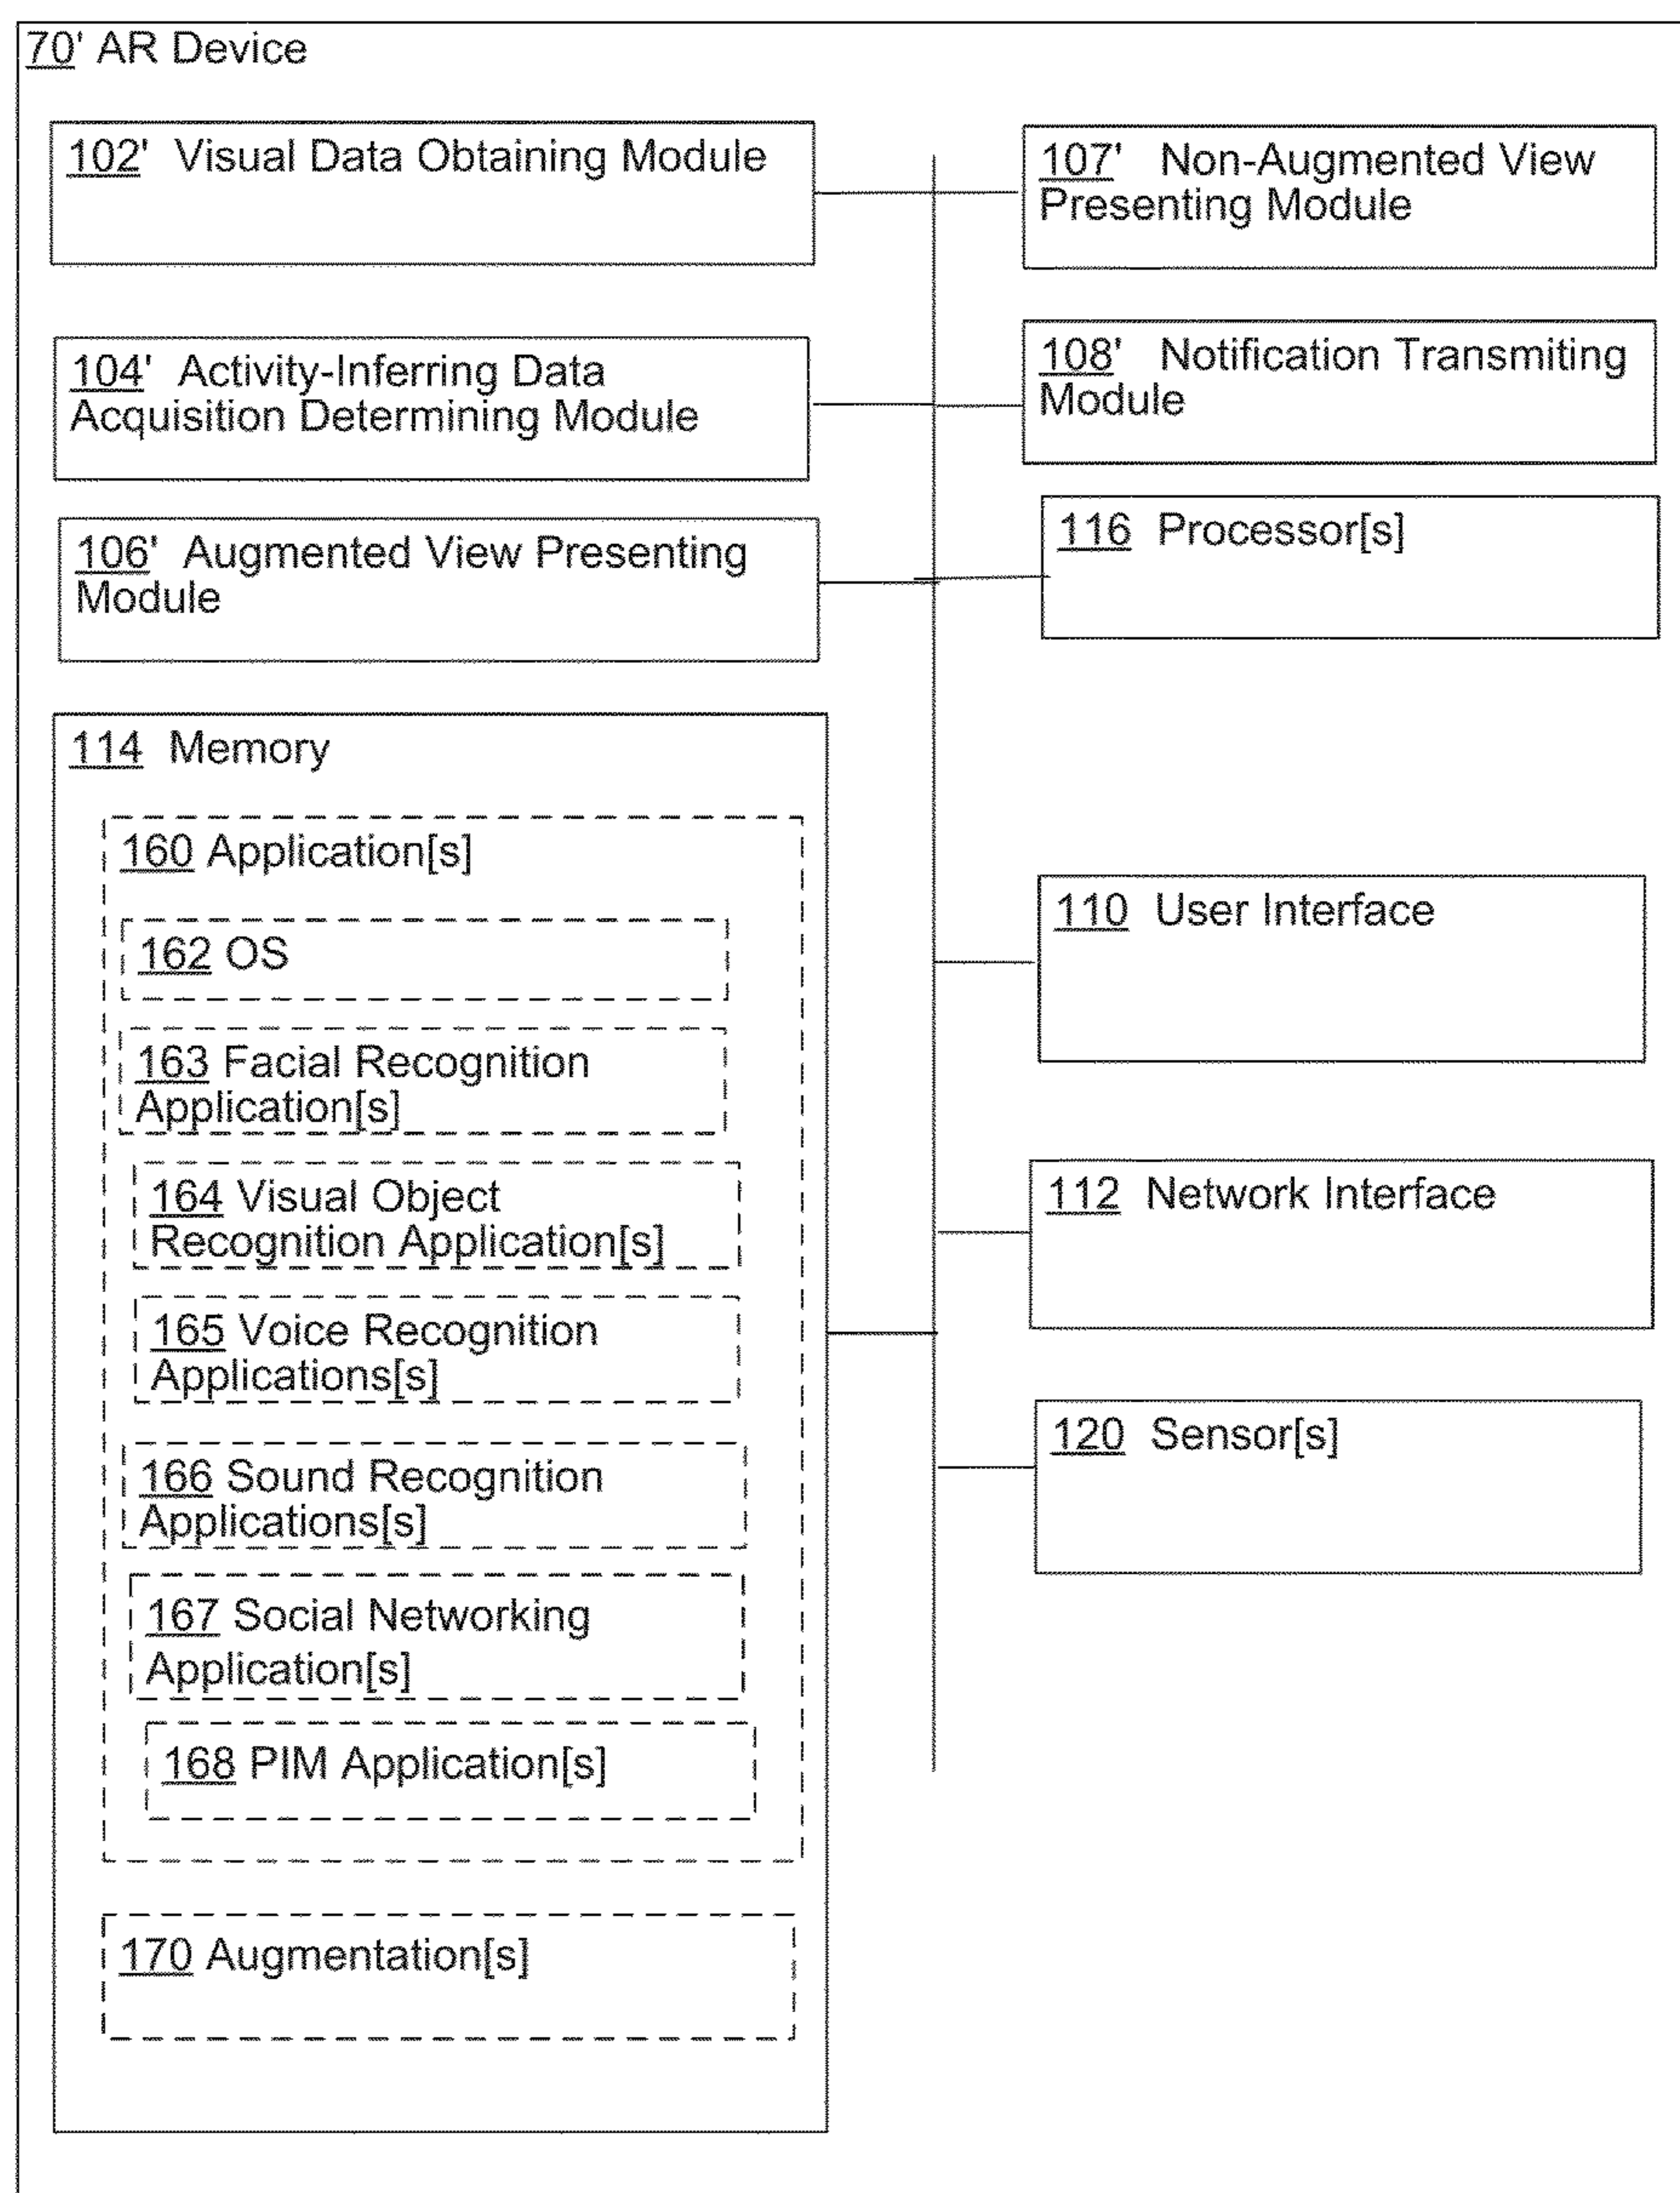 70' AR Device
102' Visual Data Obtaining Module
104' Activity-Inferring Data
Acquisition Determining Module
106' Augmented View Presenting
Module
107' Non-Augmented View
Presenting Module
108' Notification Transmiting
Module
116 Processor[s]
114 Memory
160 Application[s]
162 OS
163 Facial Recognition
Application[s]
164 Visual Object
Recognition Application[s]
165 Voice Recognition
Applications[s]
166 Sound Recognition
Applications[s]
167 Social Networking
Application[s]
168 PIM Application[s]
170 Augmentation[s]
110 User Interface
112 Network Interface
120 Sensor[s]